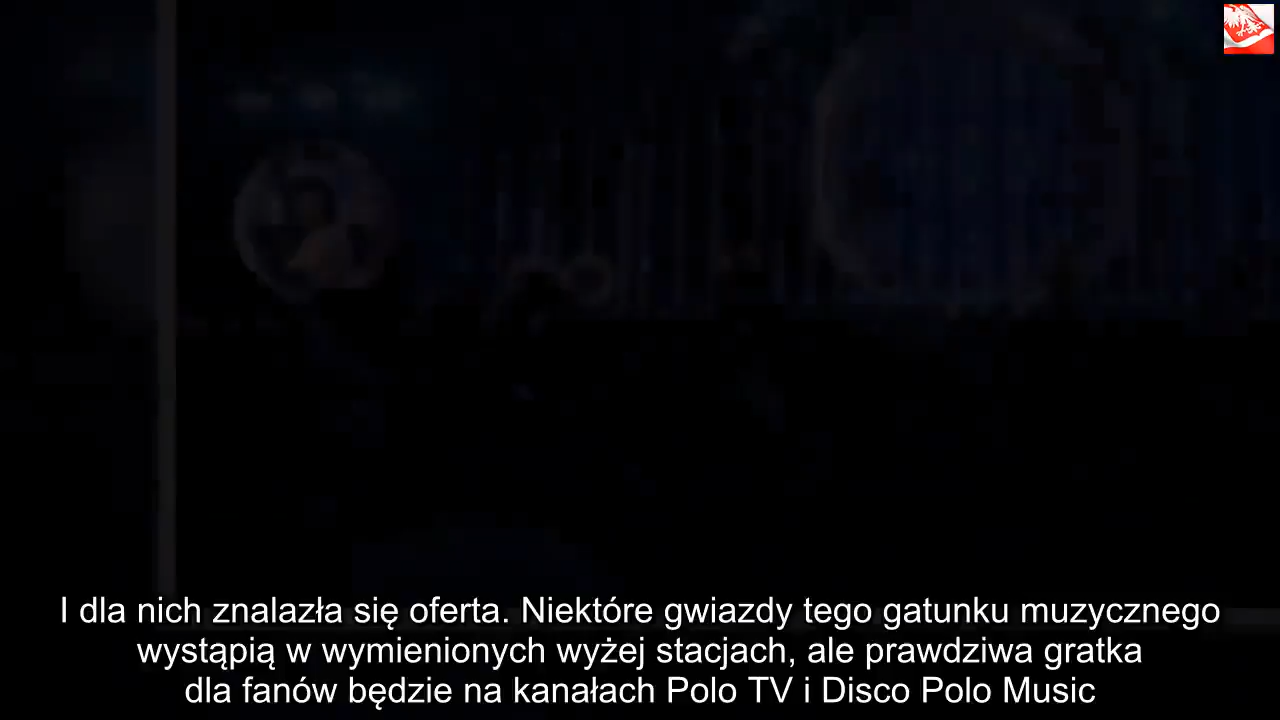 I dla nich znalazła się oferta. Niektóre gwiazdy tego gatunku muzycznego
wystąpią w wymienionych wyżej stacjach, ale prawdziwa gratka
dla fanów będzie na kanałach Polo TV i Disco Polo Music